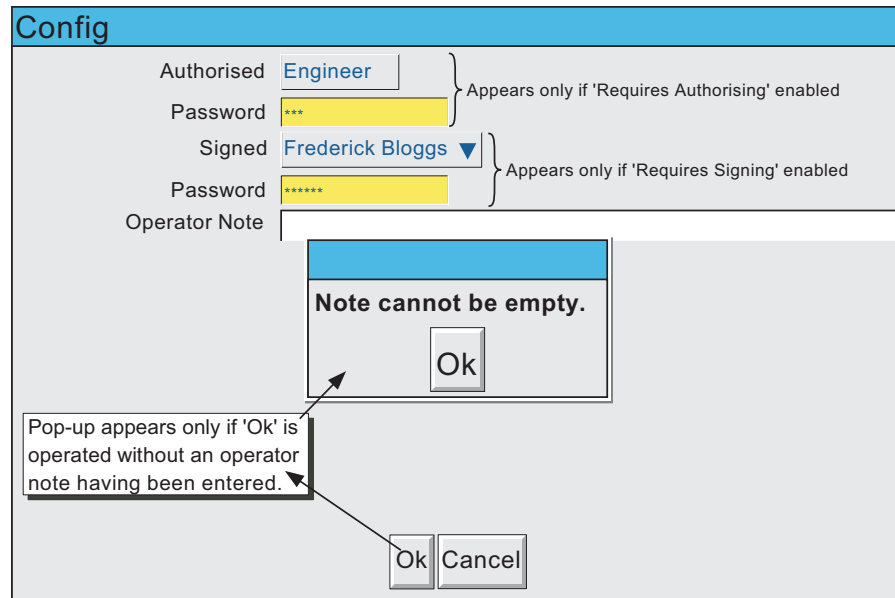 Config
Authorised Engineer
Appears only if 'Requires Authorising' enabled
Password ***
Signed Frederick Bloggs ▼
Appears only if 'Requires Signing' enabled
Password ******
Operator Note
Note cannot be empty.
Ok
Pop-up appears only if 'Ok' is
operated without an operator
note having been entered.
Ok Cancel